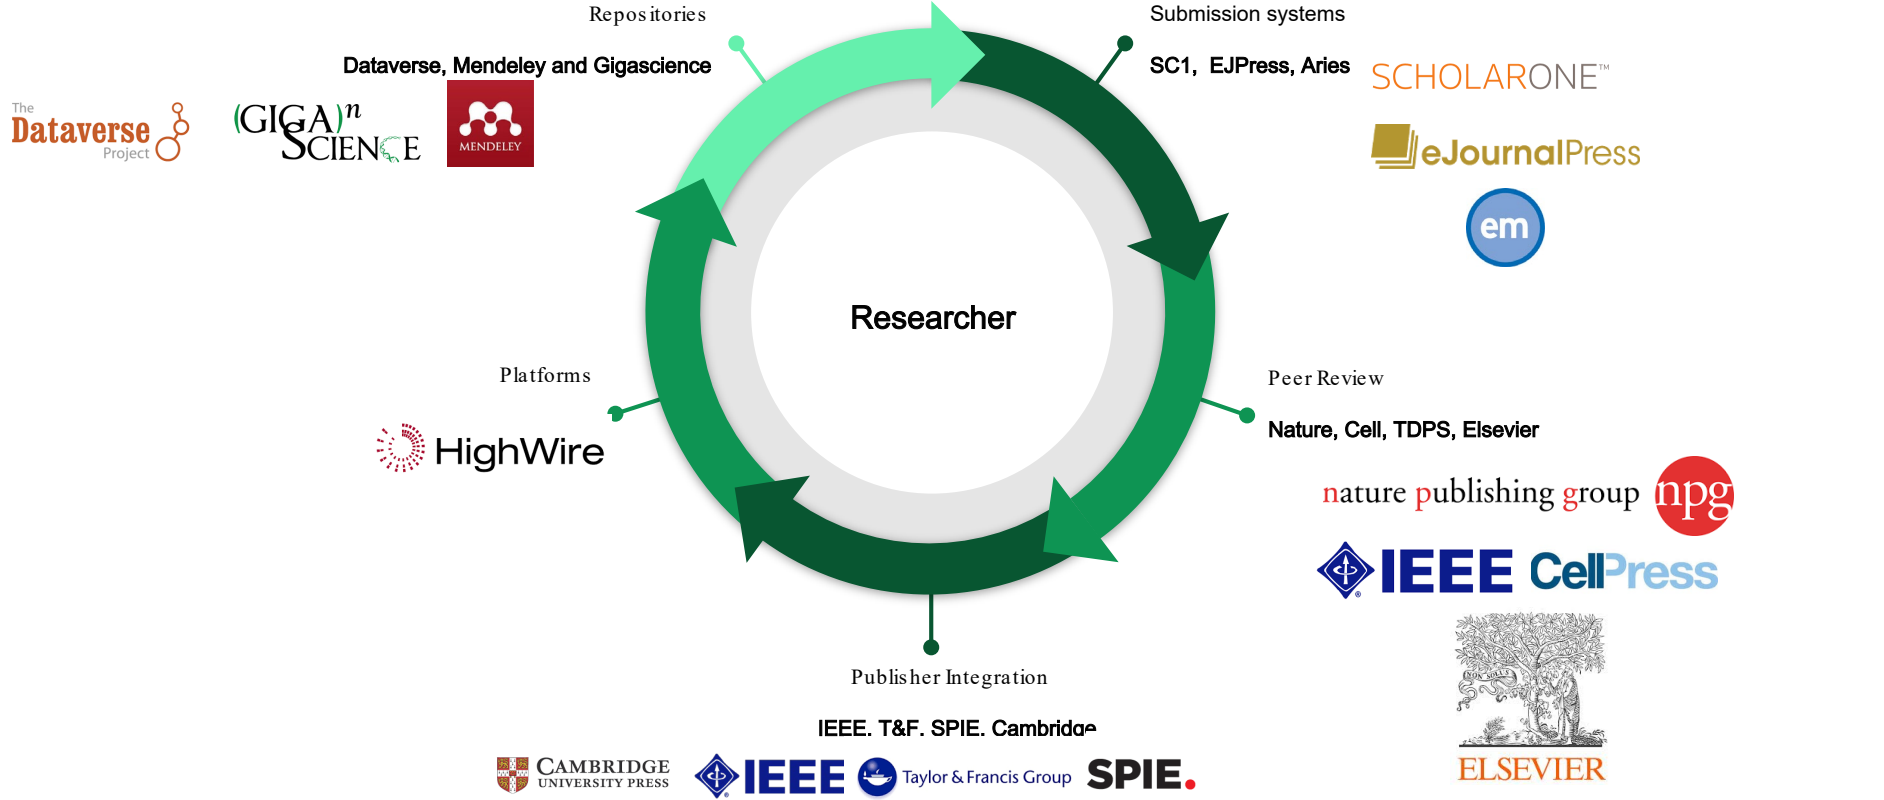 Repositories
Dataverse, Mendeley and Gigascience
The
Dataverse
Project
(GIGA)n
SCIENCE
MENDELEY
Submission systems
SC1,  EJPress, Aries
SCHOLARONE™
eJournalPress
em
Researcher
Platforms
HighWire
Peer Review
Nature, Cell, TDPS, Elsevier
nature publishing group npg
IEEE ® CellPress
NON SOLUS
ELSEVIER
Publisher Integration
IEEE, T&F, SPIE, Cambridge
CAMBRIDGE
UNIVERSITY PRESS
IEEE ®
Taylor & Francis Group
SPIE.